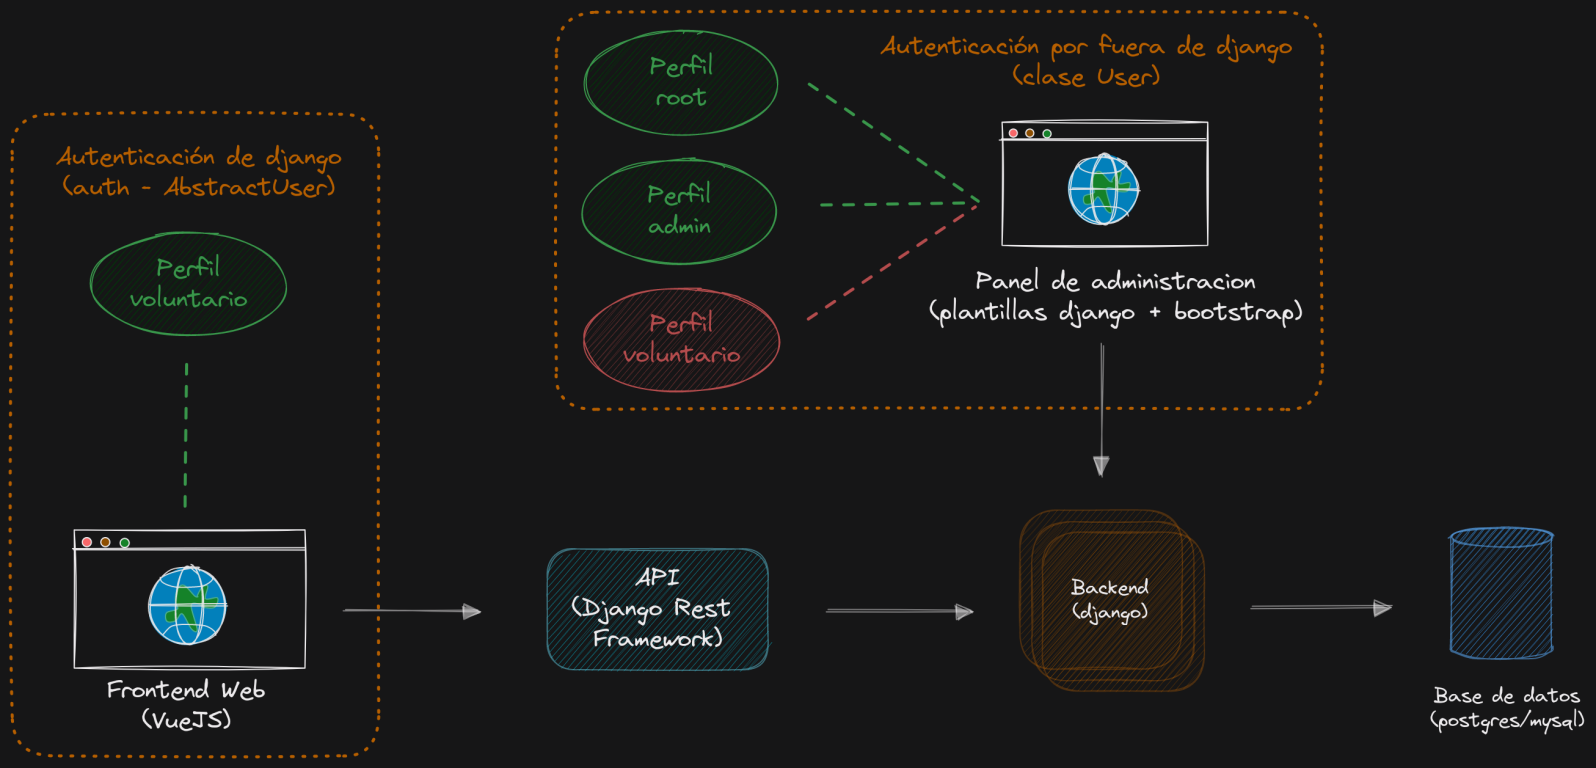 Autenticación de django
(auth - AbstractUser)
Perfil
voluntario
Frontend Web
(VueJS)
Autenticación por fuera de django
(clase User)
Perfil
root
Perfil
admin
Perfil
voluntario
Panel de administracion
(plantillas django + bootstrap)
API
(Django Rest
Framework)
Backend
(django)
Base de datos
(postgres/mysql)